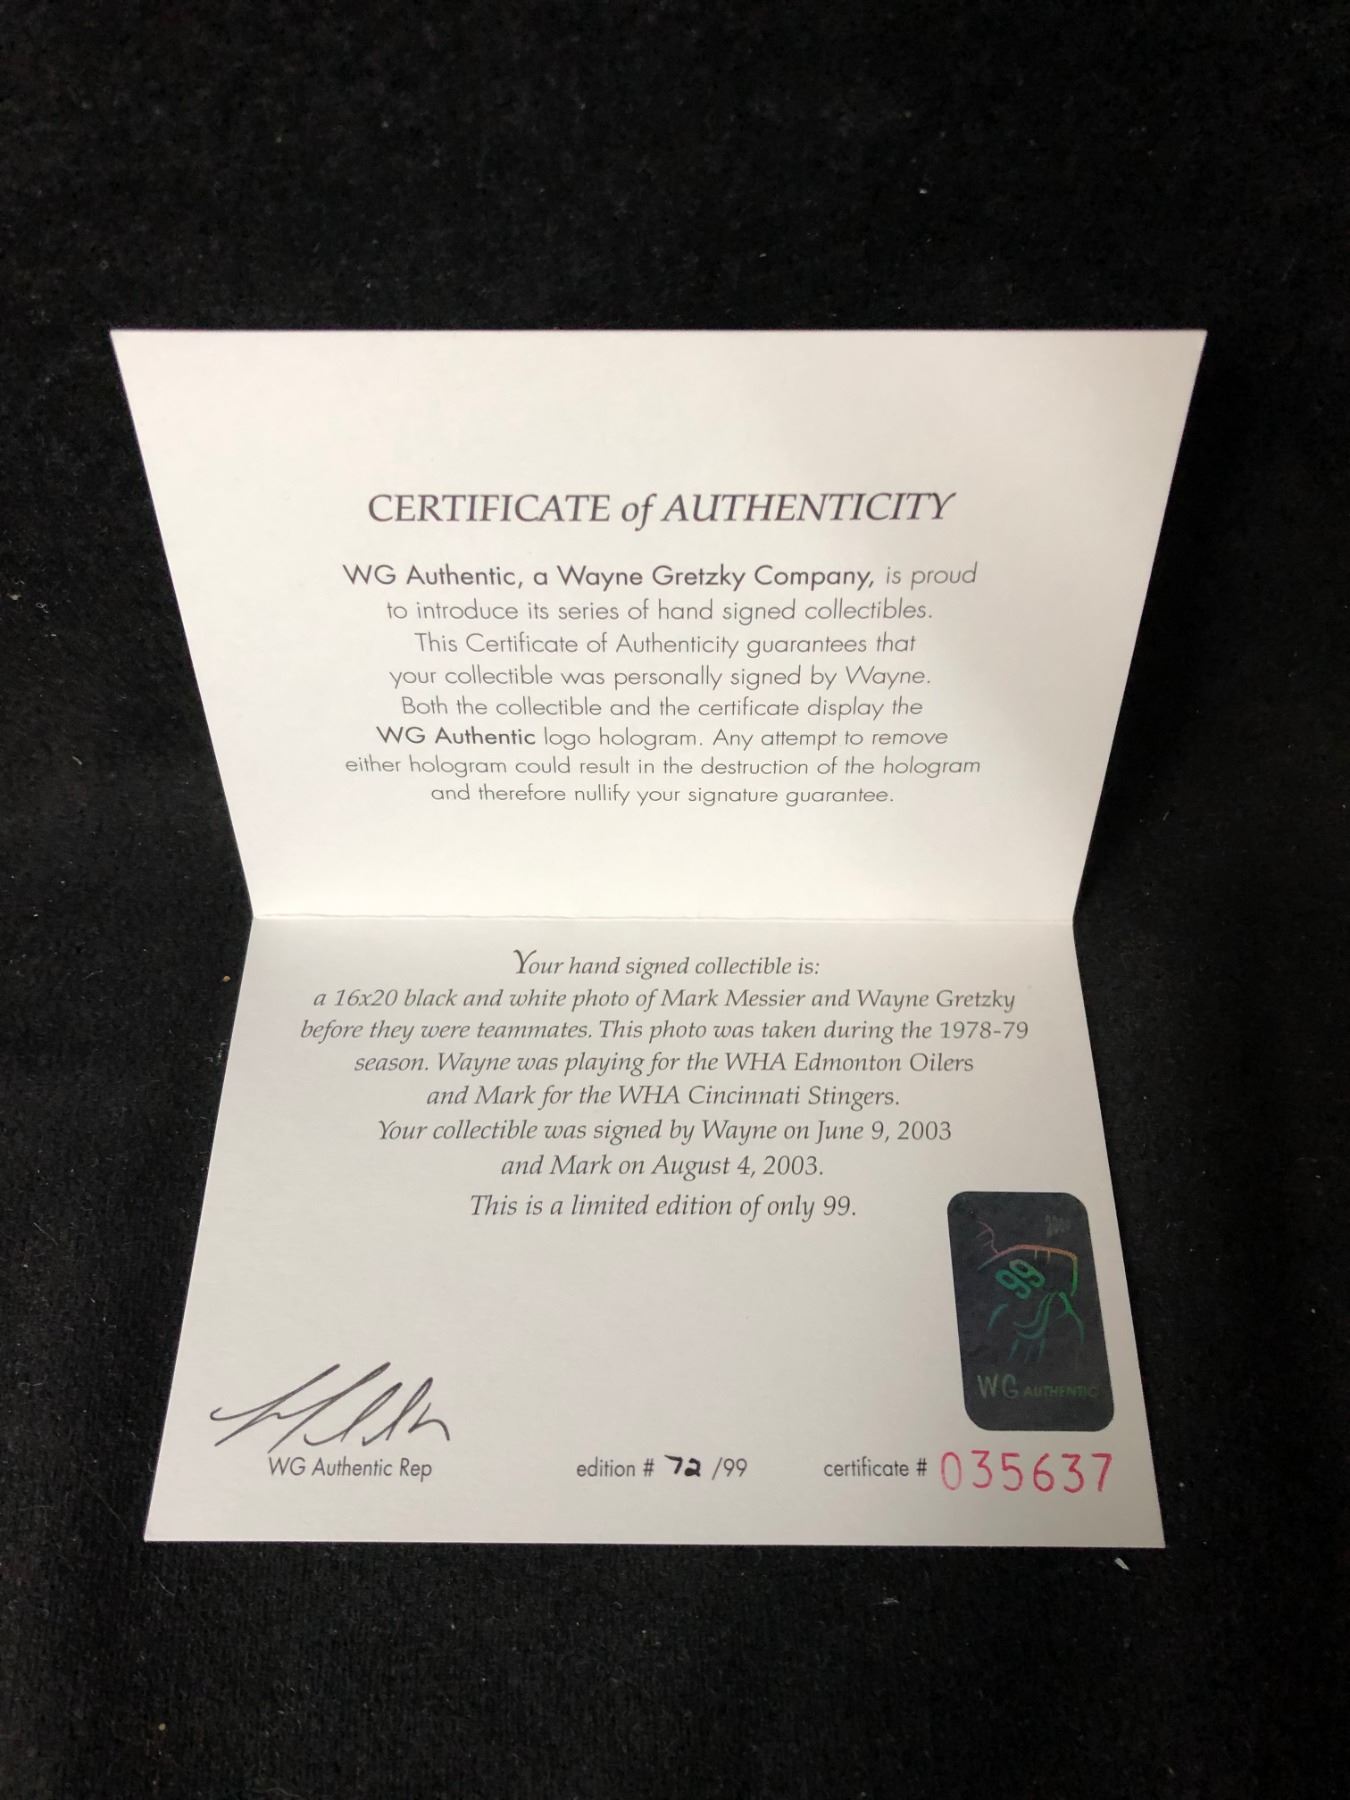 CERTIFICATE of AUTHENTICITY
WG Authentic, a Wayne Gretzky Company, is proud
to introduce its series of hand signed collectibles.
This Certificate of Authenticity guarantees that
your collectible was personally signed by Wayne.
Both the collectible and the certificate display the
WG Authentic logo hologram. Any attempt to remove
either hologram could result in the destruction of the hologram
and therefore nullify your signature guarantee.
Your hand signed collectible is:
a 16x20 black and white photo of Mark Messier and Wayne Gretzky
before they were teammates. This photo was taken during the 1978-79
season. Wayne was playing for the WHA Edmonton Oilers
and Mark for the WHA Cincinnati Stingers.
Your collectible was signed by Wayne on June 9, 2003
and Mark on August 4, 2003.
This is a limited edition of only 99.
99
WG AUTHENTIC
WG Authentic Rep edition # 72 /99 certificate # 035637